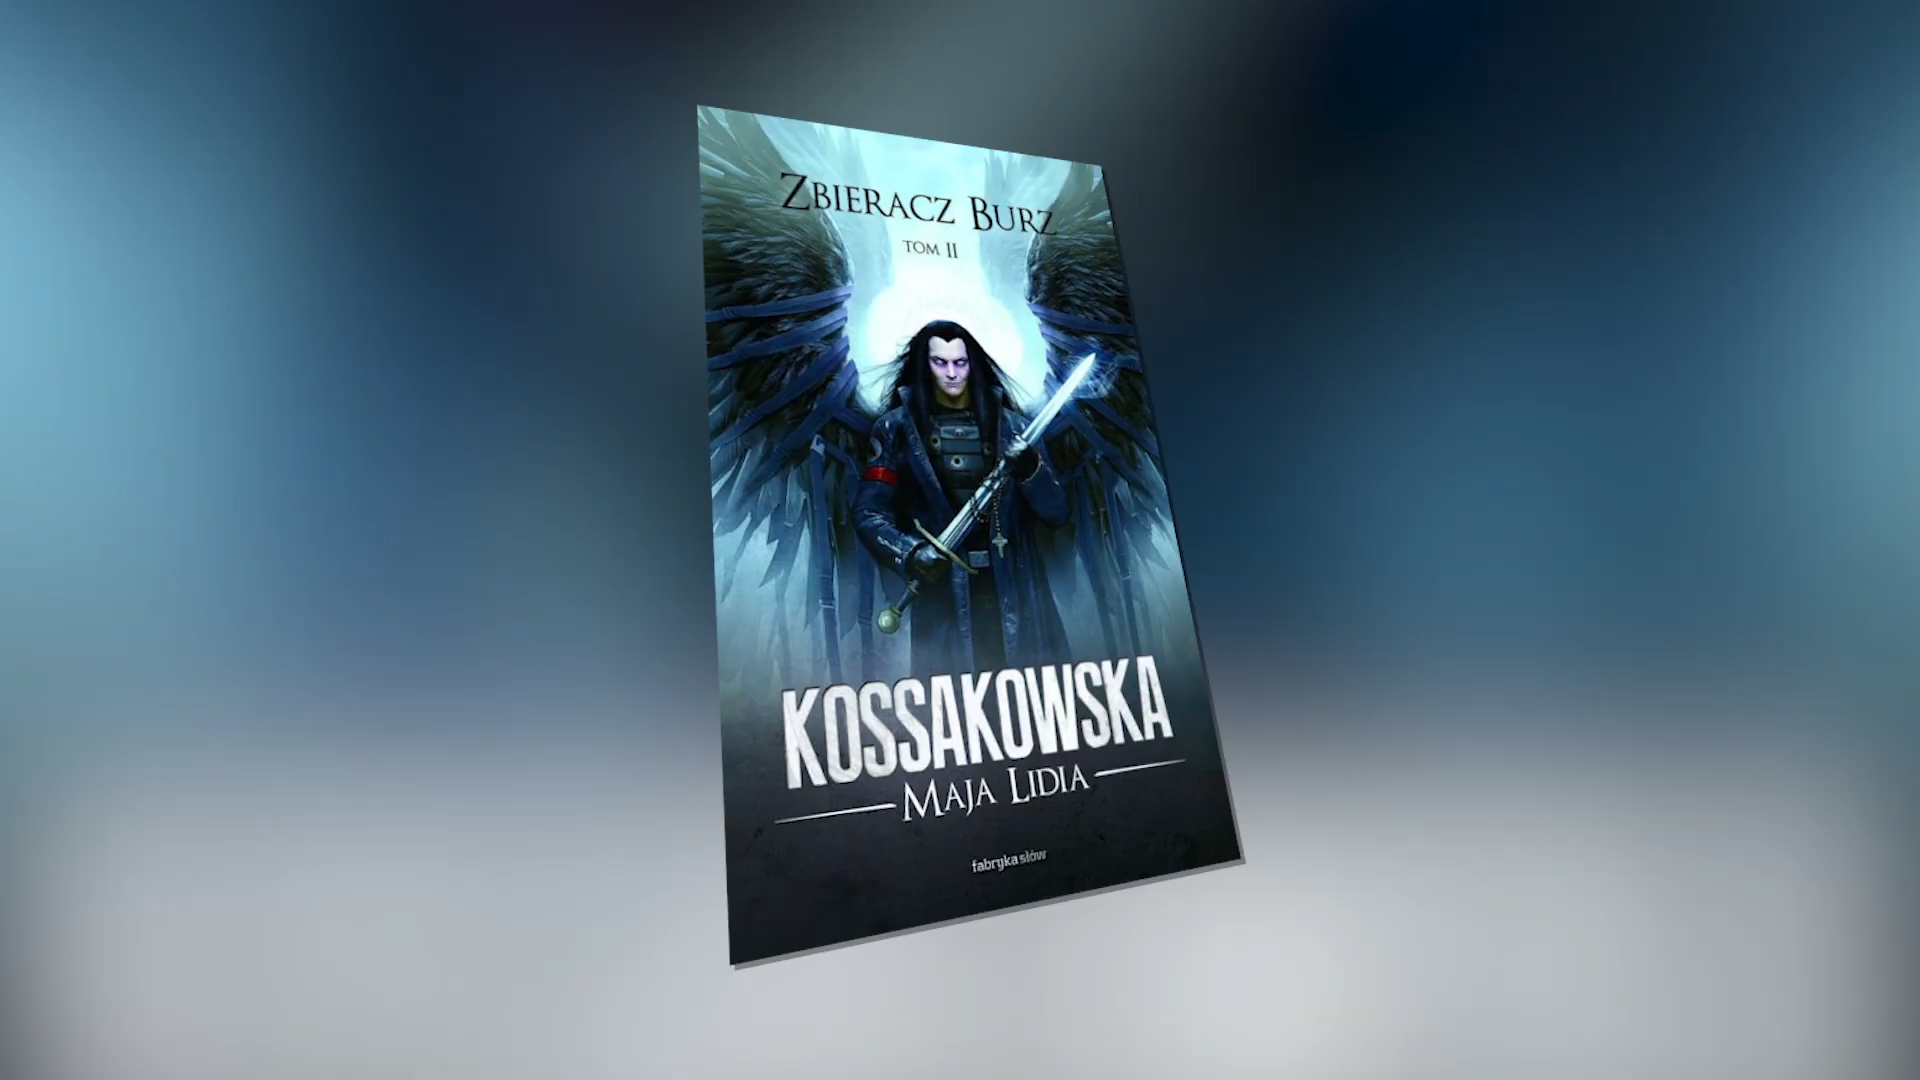 Zbieracz Burz
Tom II
KOSSAKOWSKA
Maja Lidia
fabryka słów